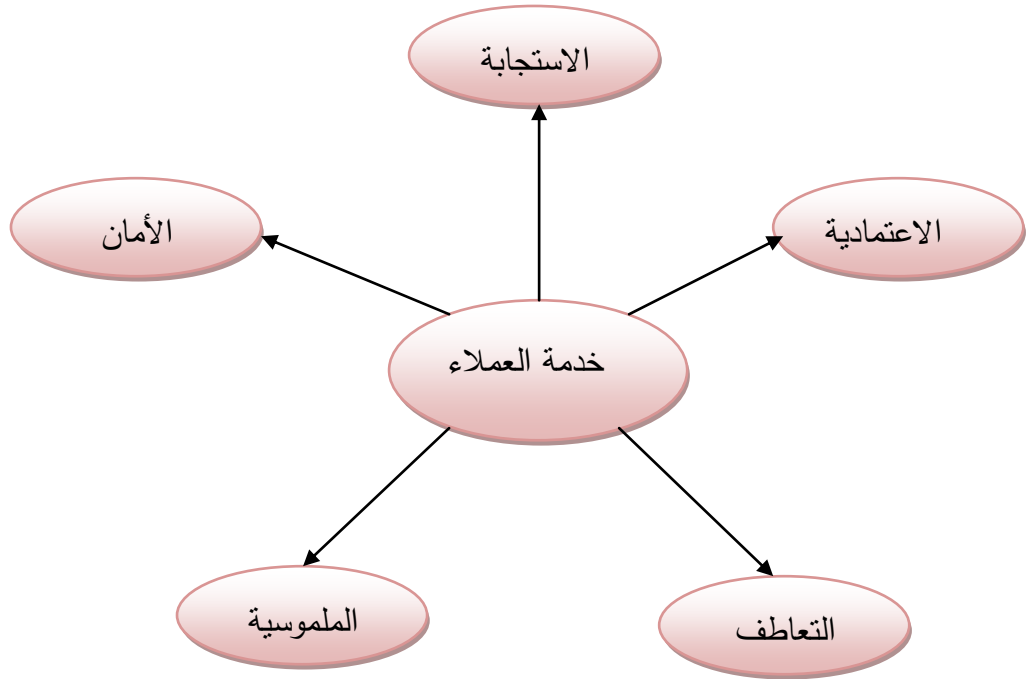 الاستجابة
الاعتمادية
الأمان
خدمة العملاء
التعاطف
الملموسية